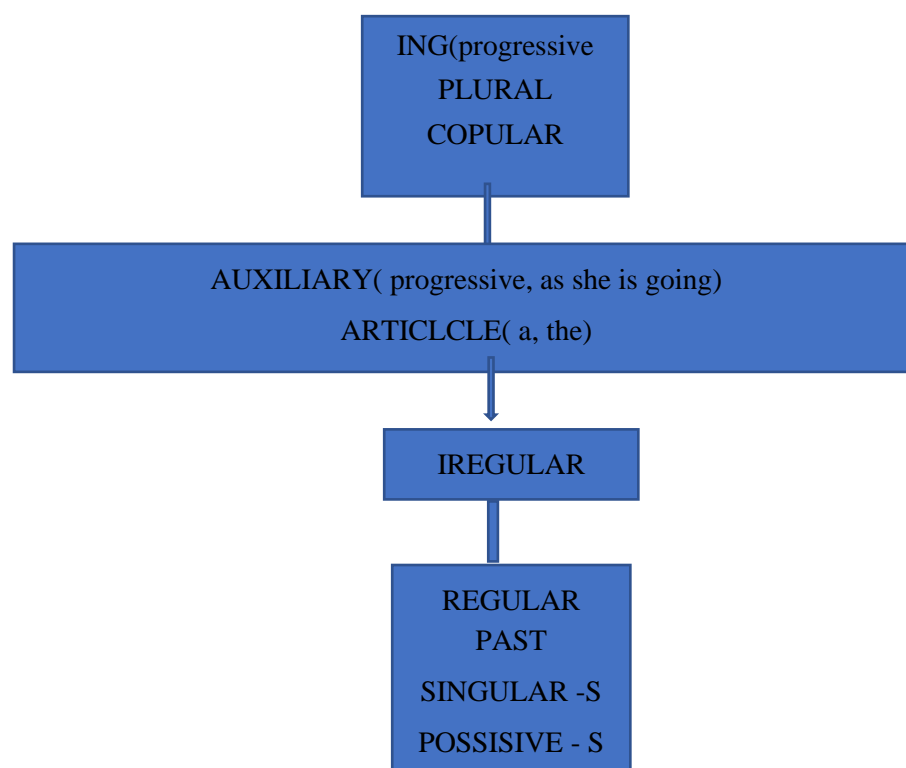 ING(progressive
PLURAL
COPULAR
AUXILIARY( progressive, as she is going)
ARTICLCLE( a, the)
IREGULAR
REGULAR
PAST
SINGULAR -S
POSSISIVE - S